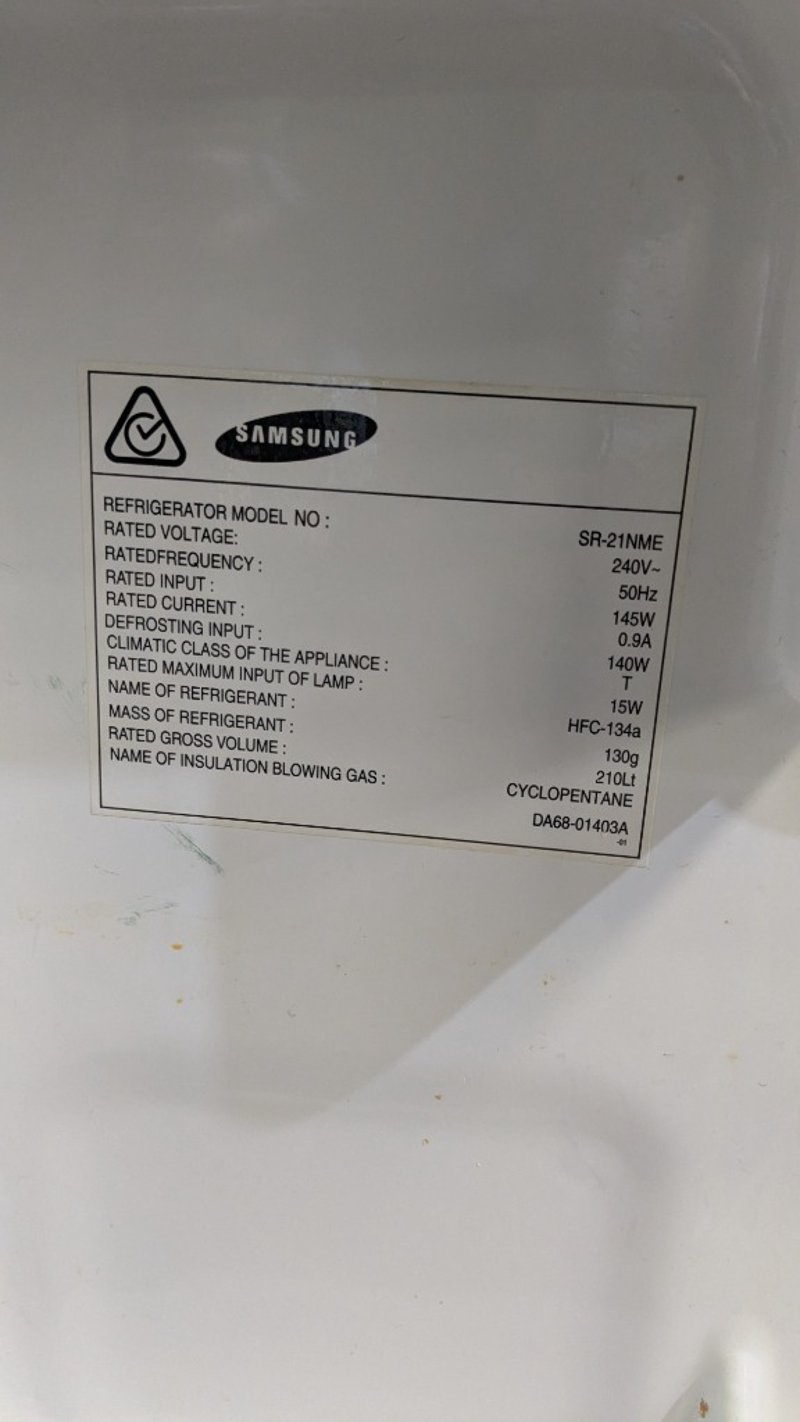 SAMSUNG
REFRIGERATOR MODEL NO : SR-21NME
RATED VOLTAGE: 240V~
RATEDFREQUENCY : 50Hz
RATED INPUT : 145W
RATED CURRENT : 0.9A
DEFROSTING INPUT : 140W
CLIMATIC CLASS OF THE APPLIANCE : T
RATED MAXIMUM INPUT OF LAMP : 15W
NAME OF REFRIGERANT : HFC-134a
MASS OF REFRIGERANT : 130g
RATED GROSS VOLUME : 210Lt
NAME OF INSULATION BLOWING GAS : CYCLOPENTANE
DA68-01403A
-01